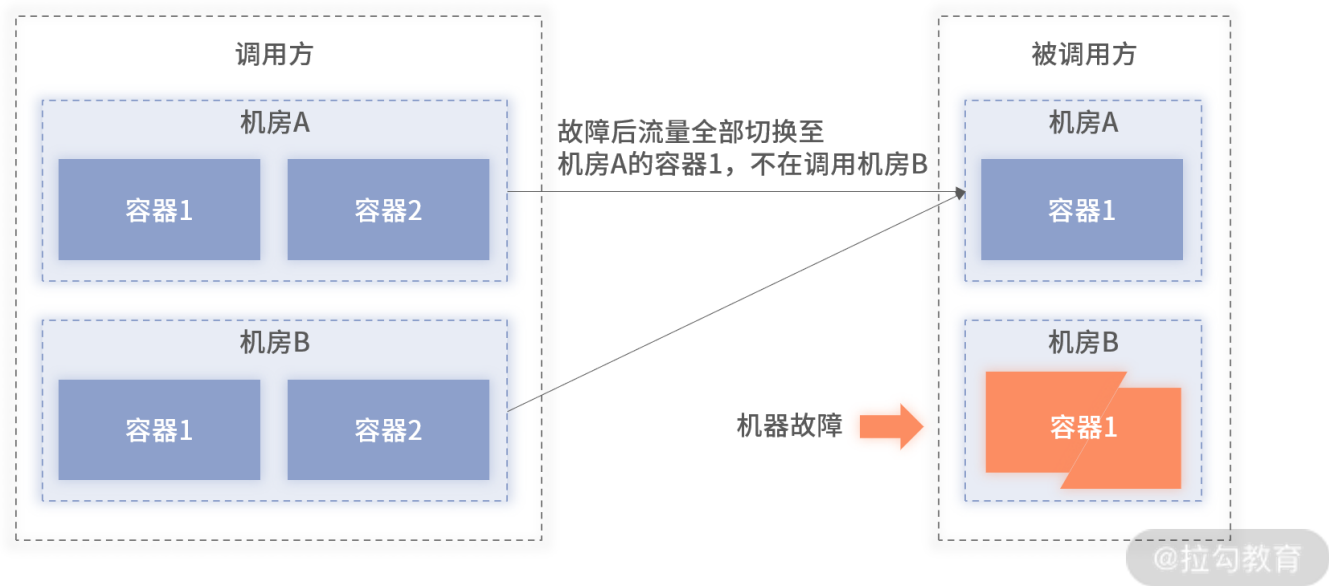 调用方
机房A
容器1
容器2
机房B
容器1
容器2
故障后流量全部切换至
机房A的容器1，不在调用机房B
机器故障
被调用方
机房A
容器1
机房B
容器1
@拉勾教育